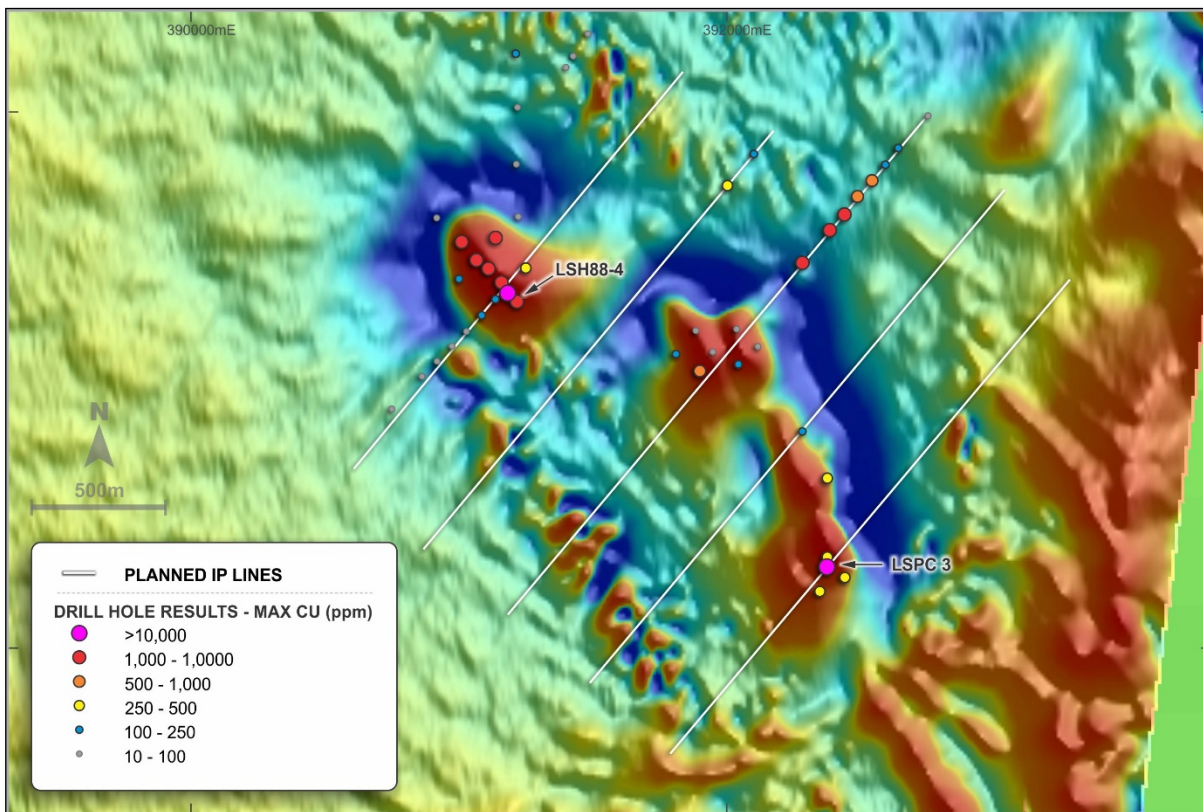 390000mE
392000mE
LSH88-4
LSPC 3
N
500m
PLANNED IP LINES
DRILL HOLE RESULTS - MAX CU (ppm)
>10,000
1,000 - 1,0000
500 - 1,000
250 - 500
100 - 250
10 - 100